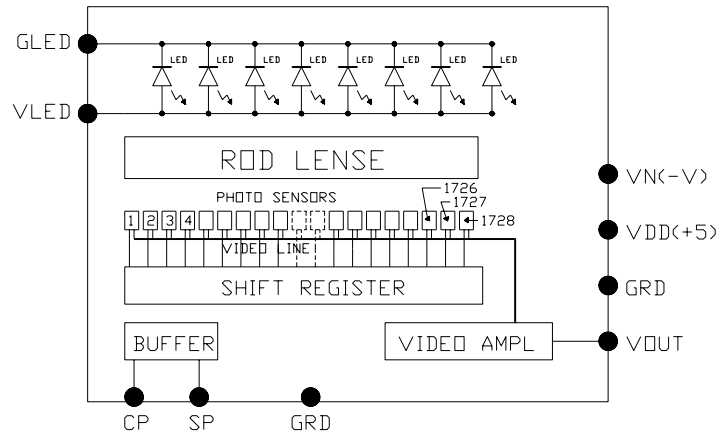 GLED
LED LED LED LED LED LED LED LED
VLED
ROD LENSE
VN(-V)
PHOTO SENSORS
1726
1727
1 2 3 4
1728
VDD(+5)
VIDEO LINE
SHIFT REGISTER
GRD
BUFFER
VIDEO AMPL
VOUT
CP
SP
GRD